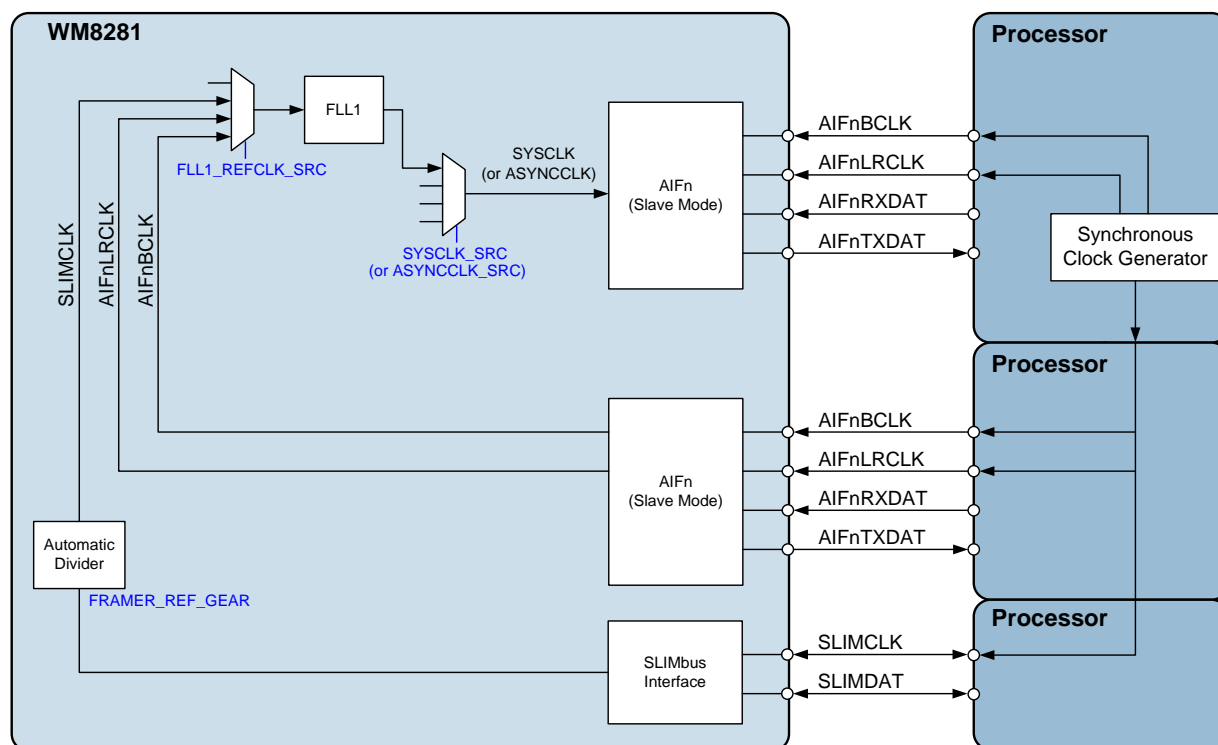 WM8281
Processor
FLL1
FLL1_REFCLK_SRC
SYSCLK
(or ASYNCCLK)
SYSCLK_SRC
(or ASYNCCLK_SRC)
AIFn
(Slave Mode)
AIFnBCLK
AIFnLRCLK
AIFnRXDAT
AIFnTXDAT
Synchronous
Clock Generator
SLIMCLK
AIFnLRCLK
AIFnBCLK
Processor
AIFn
(Slave Mode)
AIFnBCLK
AIFnLRCLK
AIFnRXDAT
AIFnTXDAT
Automatic
Divider
FRAMER_REF_GEAR
Processor
SLIMbus
Interface
SLIMCLK
SLIMDAT